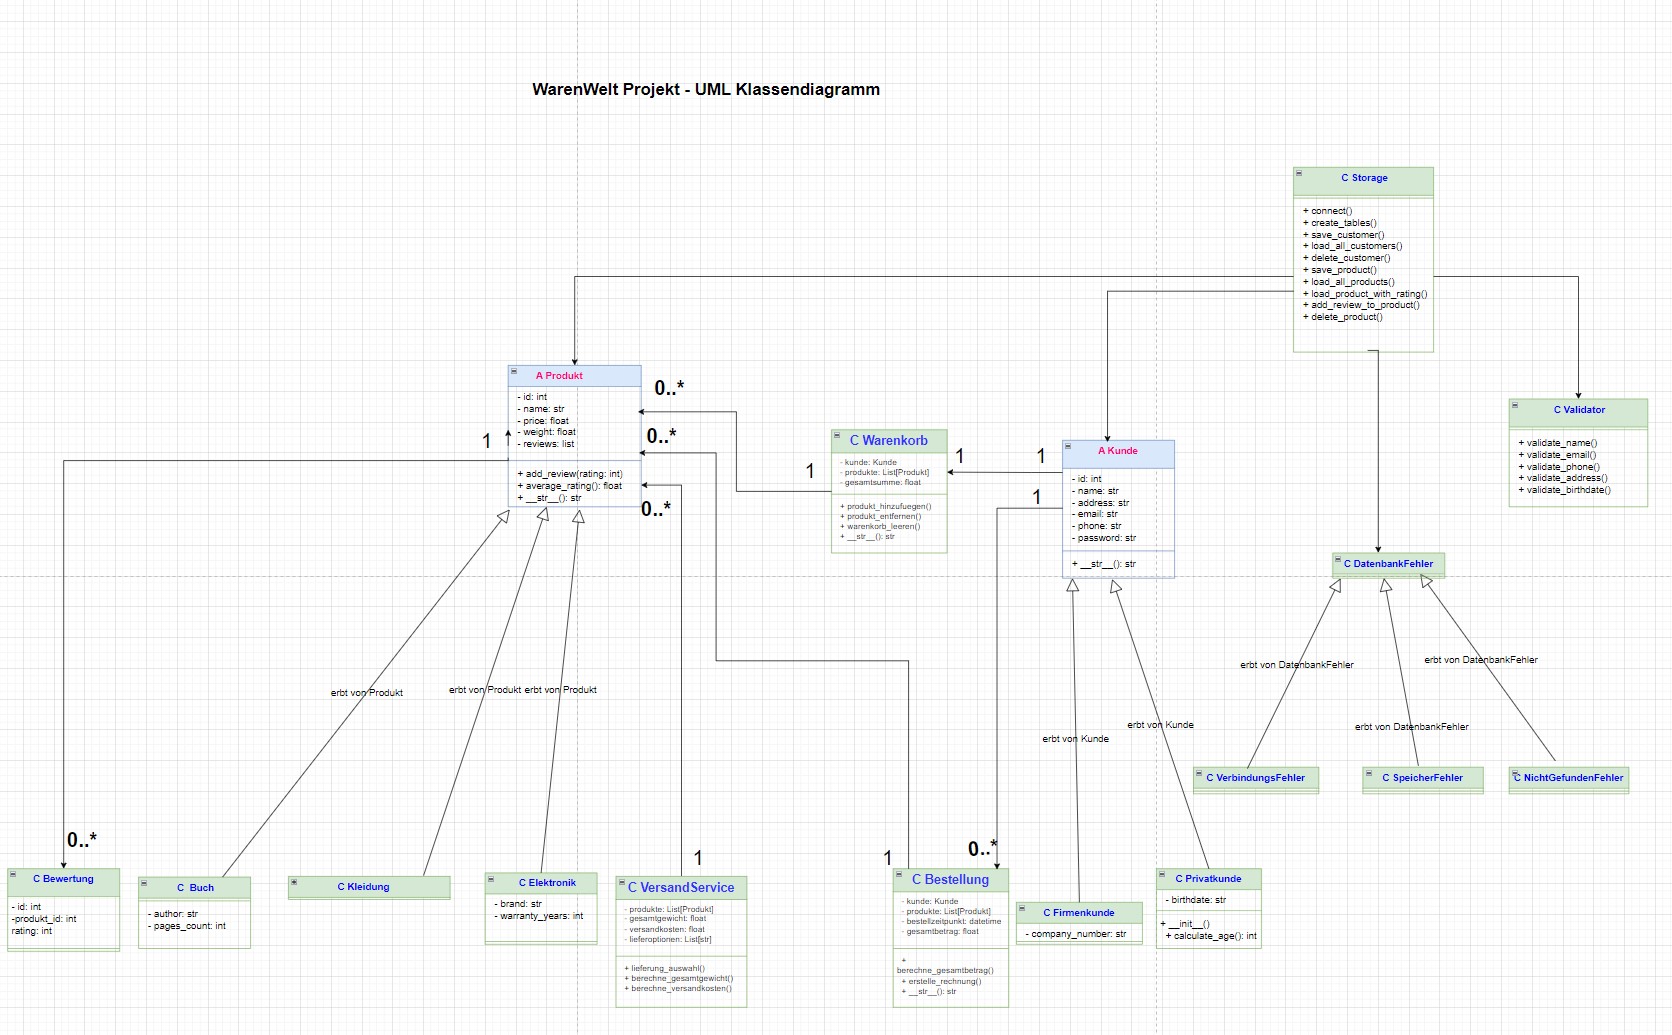 WarenWelt Projekt - UML Klassendiagramm
C Storage
+ connect()
+ create_tables()
+ save_customer()
+ load_all_customers()
+ delete_customer()
+ save_product()
+ load_all_products()
+ load_product_with_rating()
+ add_review_to_product()
+ delete_product()
A Produkt
- id: int
- name: str
- price: float
- weight: float
- reviews: list
+ add_review(rating: int)
+ average_rating(): float
+ __str__(): str
0..*
0..*
0..*
1
1
C Warenkorb
- kunde: Kunde
- produkte: List[Produkt]
- gesamtsumme: float
+ produkt_hinzufuegen()
+ produkt_entfernen()
+ warenkorb_leeren()
+ __str__(): str
1
1
1
A Kunde
- id: int
- name: str
- address: str
- email: str
- phone: str
- password: str
+ __str__(): str
C Validator
+ validate_name()
+ validate_email()
+ validate_phone()
+ validate_address()
+ validate_birthdate()
C DatenbankFehler
erbt von Produkt
erbt von Produkt
erbt von Produkt
erbt von Kunde
erbt von Kunde
erbt von DatenbankFehler
erbt von DatenbankFehler
erbt von DatenbankFehler
C VerbindungsFehler
C SpeicherFehler
C NichtGefundenFehler
0..*
1
1
0..*
C Bewertung
- id: int
-produkt_id: int
rating: int
C Buch
- author: str
- pages_count: int
C Kleidung
C Elektronik
- brand: str
- warranty_years: int
C VersandService
- produkte: List[Produkt]
- gesamtgewicht: float
- versandkosten: float
- lieferoptionen: List[str]
+ lieferung_auswahl()
+ berechne_gesamtgewicht()
+ berechne_versandkosten()
C Bestellung
- kunde: Kunde
- produkte: List[Produkt]
- bestellzeitpunkt: datetime
- gesamtbetrag: float
+
berechne_gesamtbetrag()
+ erstelle_rechnung()
+ __str__(): str
C Firmenkunde
- company_number: str
C Privatkunde
- birthdate: str
+ __init__()
+ calculate_age(): int